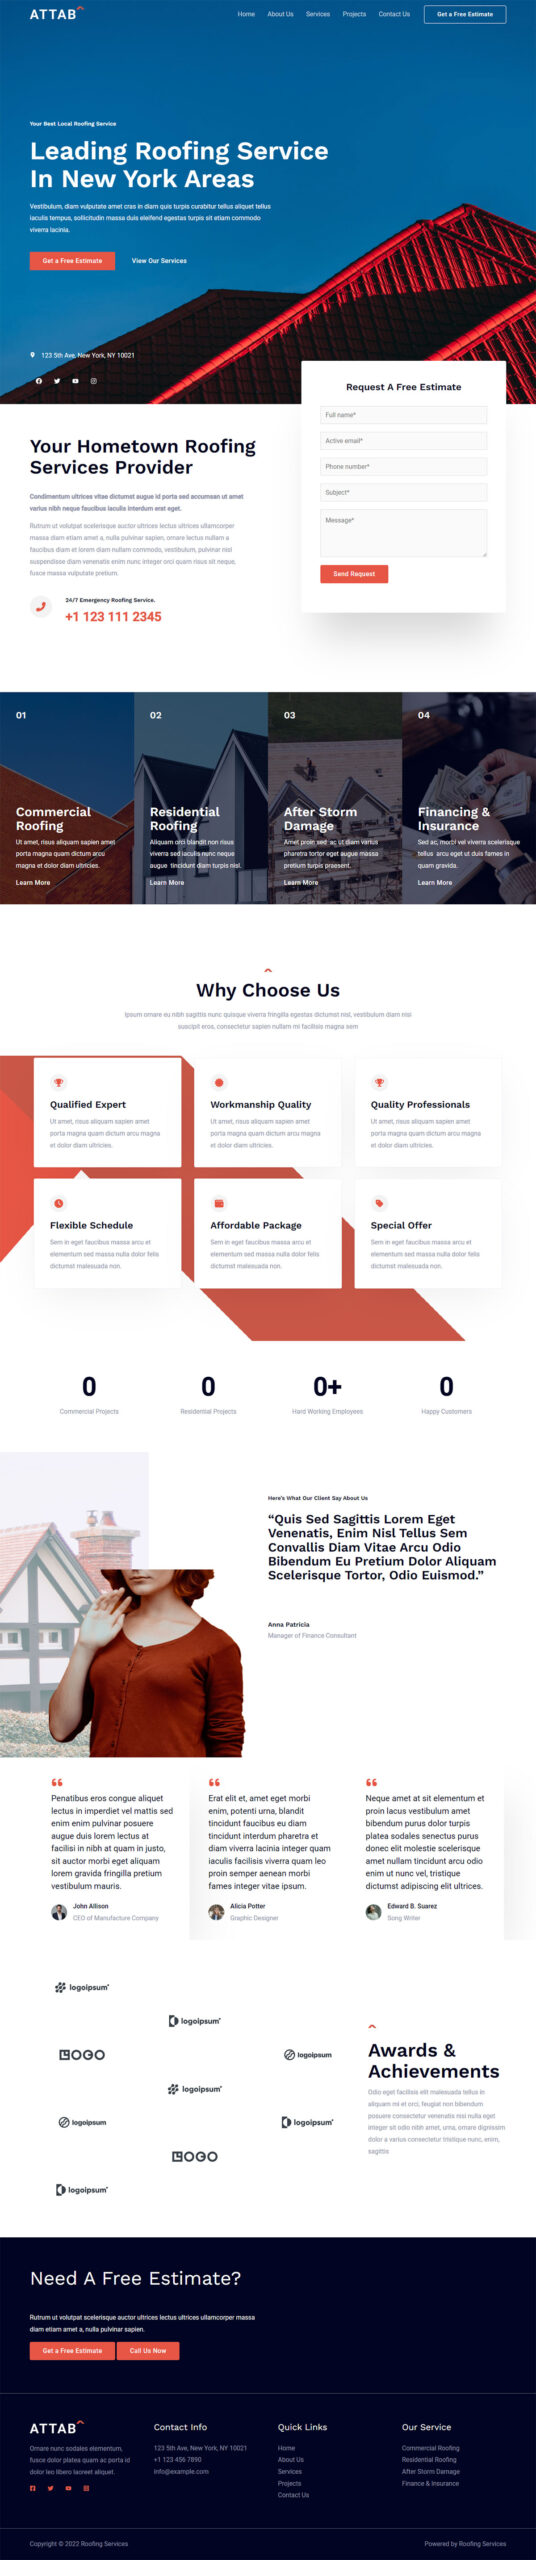 ATTAB
Home About Us Services Projects Contact Us Get a Free Estimate
Your Best Local Roofing Service
Leading Roofing Service
In New York Areas
Vestibulum, diam vulputate amet cras in diam quis turpis curabitur tellus aliquet tellus
iaculis tempus, sollicitudin massa duis eleifend egestas turpis sit etiam commodo
viverra lacinia.
Get a Free Estimate View Our Services
123 5th Ave, New York, NY 10021
Request A Free Estimate
Full name*
Active email*
Phone number*
Subject*
Message*
Send Request
Your Hometown Roofing
Services Provider
Condimentum ultrices vitae dictumst augue id porta sed accumsan ut amet
varius nibh neque faucibus iaculis interdum erat eget.
Rutrum ut volutpat scelerisque auctor ultrices lectus ultrices ullamcorper
massa diam etiam amet a, nulla pulvinar sapien, ornare lectus nullam a
faucibus diam et lorem diam nullam commodo, vestibulum, pulvinar nisl
suspendisse diam venenatis enim nunc integer orci quam risus sit neque.
fusce massa vulputate pretium.
24/7 Emergency Roofing Service.
+1 123 111 2345
01
Commercial
Roofing
Ut amet, risus aliquam sapien amet
porta magna quam dictum arcu
magna et dolor diam ultricies.
Learn More
02
Residential
Roofing
Aliquam orci blandit non risus
viverra sed iaculis nunc neque
augue tincidunt diam turpis nisl.
Learn More
03
After Storm
Damage
Amet proin sed ac ut diam varius
pharetra tortor eget augue massa
pretium turpis praesent.
Learn More
04
Financing &
Insurance
Sed ac, morbi vel viverra scelerisque
tellus arcu eget ut duis fames in
quam gravida.
Learn More
Why Choose Us
Ipsum ornare eu nibh sagittis nunc quisque viverra fringilla egestas dictumst nisl, vestibulum diam nisi
suscipit eros, consectetur sapien nullam mi facilisis magna sem
Qualified Expert
Ut amet, risus aliquam sapien amet
porta magna quam dictum arcu magna
et dolor diam ultricies.
Workmanship Quality
Ut amet, risus aliquam sapien amet
porta magna quam dictum arcu magna
et dolor diam ultricies.
Quality Professionals
Ut amet, risus aliquam sapien amet
porta magna quam dictum arcu magna
et dolor diam ultricies.
Flexible Schedule
Sem in eget faucibus massa arcu et
elementum sed massa nulla dolor felis
dictumst malesuada non.
Affordable Package
Sem in eget faucibus massa arcu et
elementum sed massa nulla dolor felis
dictumst malesuada non.
Special Offer
Sem in eget faucibus massa arcu et
elementum sed massa nulla dolor felis
dictumst malesuada non.
0
Commercial Projects
0
Residential Projects
0+
Hard Working Employees
0
Happy Customers
Here's What Our Client Say About Us
“Quis Sed Sagittis Lorem Eget
Venenatis, Enim Nisl Tellus Sem
Convallis Diam Vitae Arcu Odio
Bibendum Eu Pretium Dolor Aliquam
Scelerisque Tortor, Odio Euismod.”
Anna Patricia
Manager of Finance Consultant
Penatibus eros congue aliquet
lectus in imperdiet vel mattis sed
enim enim pulvinar posuere
augue duis lorem lectus at
facilisi in nibh at quam in justo,
sit auctor morbi eget aliquam
lorem gravida fringilla pretium
vestibulum mauris.
John Allison
CEO of Manufacture Company
Erat elit et, amet eget morbi
enim, potenti urna, blandit
tincidunt faucibus eu diam
tincidunt interdum pharetra et
diam viverra lacinia integer quam
iaculis facilisis viverra quam leo
proin semper aenean morbi
fames integer vitae ipsum.
Alicia Potter
Graphic Designer
Neque amet at sit elementum et
proin lacus vestibulum amet
bibendum purus dolor turpis
platea sodales senectus purus
donec elit molestie scelerisque
amet nullam tincidunt arcu odio
enim ut nunc vel, tristique
dictumst adipiscing elit ultrices.
Edward B. Suarez
Song Writer
logoipsum
logoipsum
LOGO
logoipsum
logoipsum
logoipsum
logoipsum
LOGO
logoipsum
Awards &
Achievements
Odio eget facilisis elit malesuada tellus in
aliquam mi et orci, feugiat non bibendum
posuere consectetur venenatis nisi nulla eget
integer sit odio nibh amet, urna, ornare dignissim
dolor a varius consectetur tristique nunc, enim,
sagittis
Need A Free Estimate?
Rutrum ut volutpat scelerisque auctor ultrices lectus ultrices ullamcorper massa
diam etiam amet a, nulla pulvinar sapien.
Get a Free Estimate Call Us Now
ATTAB
Ornare nunc sodales elementum,
fusce dolor platea quam ac porta id
dolor leo libero laoreet aliquet.
Contact Info
123 5th Ave, New York, NY 10021
+1 123 456 7890
info@example.com
Quick Links
Home
About Us
Services
Projects
Contact Us
Our Service
Commercial Roofing
Residential Roofing
After Storm Damage
Finance & Insurance
Copyright © 2022 Roofing Services
Powered by Roofing Services